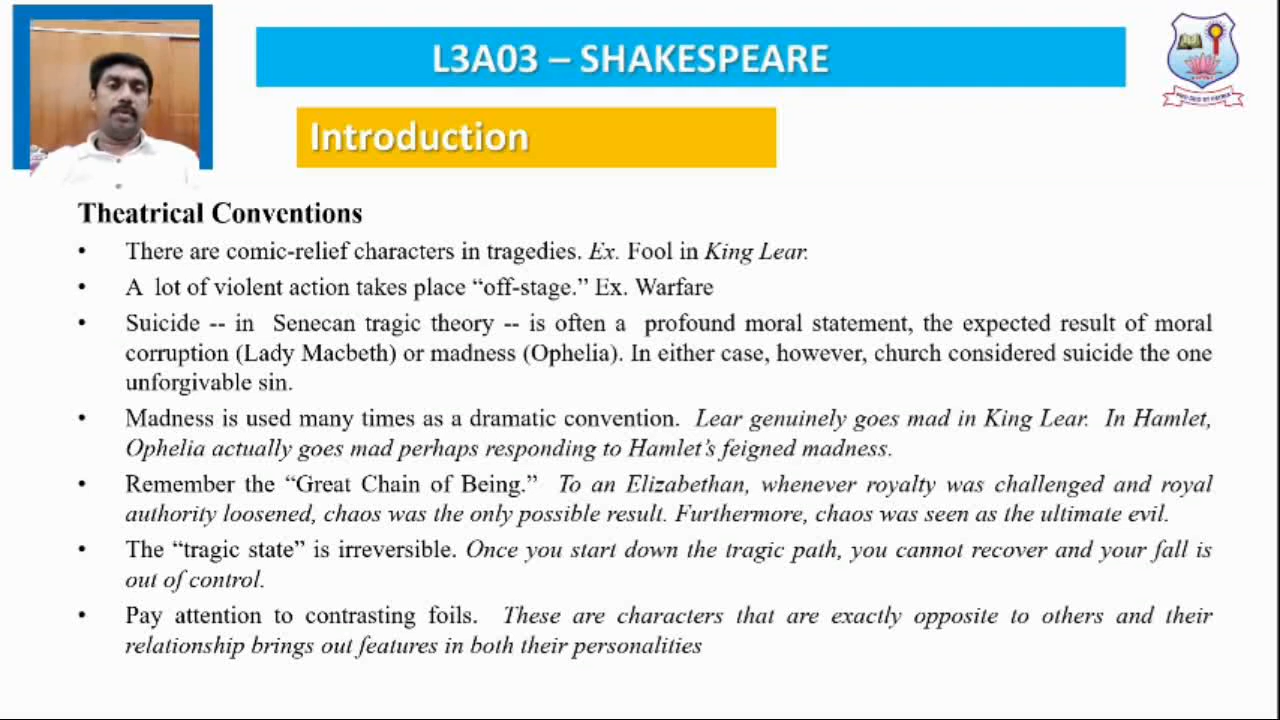 L3A03 – SHAKESPEARE
Introduction
Theatrical Conventions
• There are comic-relief characters in tragedies. Ex. Fool in King Lear.
• A lot of violent action takes place “off-stage.” Ex. Warfare
• Suicide -- in Senecan tragic theory -- is often a profound moral statement, the expected result of moral
corruption (Lady Macbeth) or madness (Ophelia). In either case, however, church considered suicide the one
unforgivable sin.
• Madness is used many times as a dramatic convention. Lear genuinely goes mad in King Lear. In Hamlet,
Ophelia actually goes mad perhaps responding to Hamlet’s feigned madness.
• Remember the “Great Chain of Being.” To an Elizabethan, whenever royalty was challenged and royal
authority loosened, chaos was the only possible result. Furthermore, chaos was seen as the ultimate evil.
• The “tragic state” is irreversible. Once you start down the tragic path, you cannot recover and your fall is
out of control.
• Pay attention to contrasting foils. These are characters that are exactly opposite to others and their
relationship brings out features in both their personalities